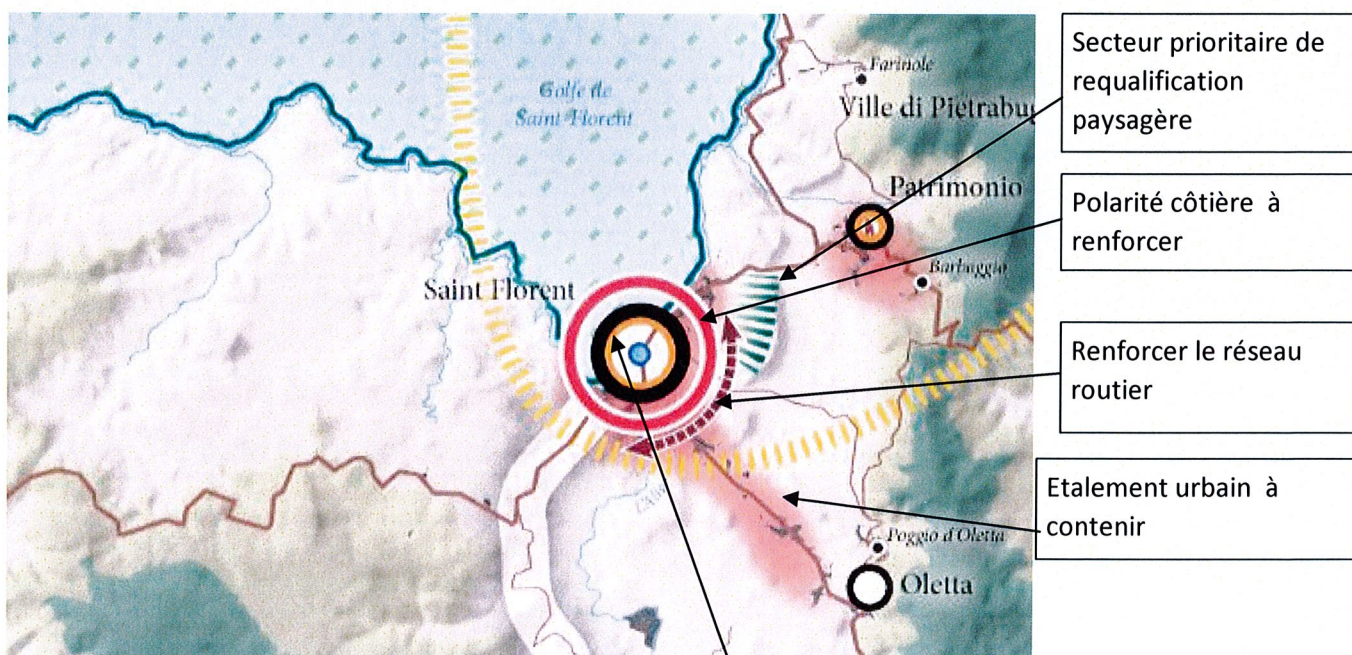 Secteur prioritaire de
requalification
paysagère
Farinole
Golfe de
Saint Florent
Ville di Pietrabug
Patrimonio
Polarité côtière à
renforcer
Barbaggio
Saint Florent
Renforcer le réseau
routier
Etalement urbain à
contenir
Poggio d'Oletta
Oletta